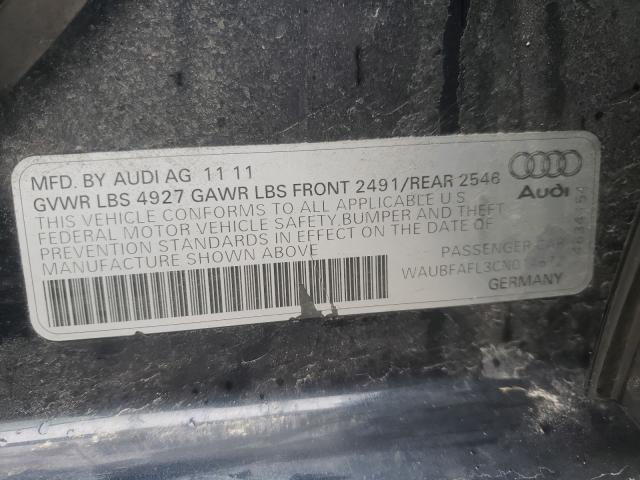 MFD. BY AUDI AG 11 11
GVWR LBS 4927 GAWR LBS FRONT 2491/REAR 2546
THIS VEHICLE CONFORMS TO ALL APPLICABLE U S
FEDERAL MOTOR VEHICLE SAFETY,BUMPER AND THEFT
PREVENTION STANDARDS IN EFFECT ON THE DATE OF
MANUFACTURE SHOWN ABOVE
PASSENGER CAR
GERMANY
Audi